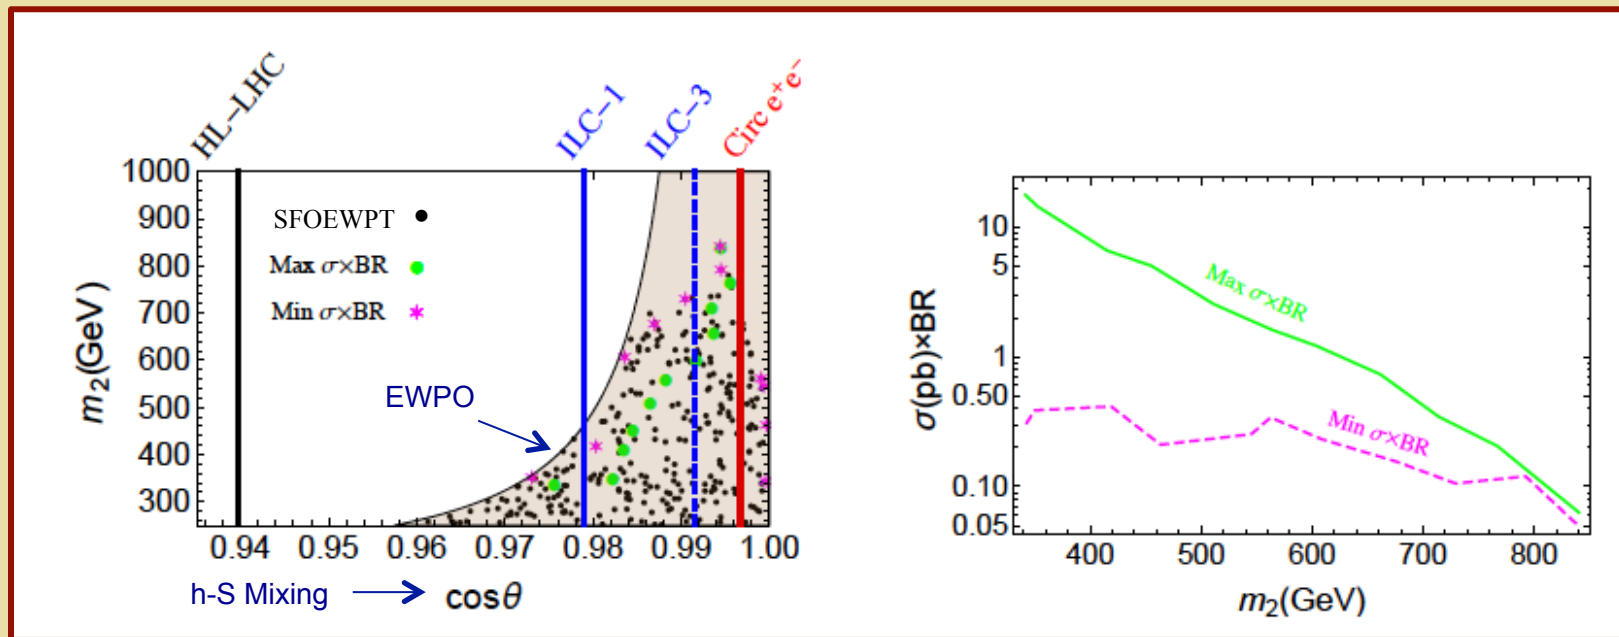 HL-LHC
ILC-1
ILC-3
Circ e⁺e⁻
1000
900
800
700
600
500
400
300
m₂(GeV)
SFOEWPT
Max σ×BR
Min σ×BR
EWPO
0.94 0.95 0.96 0.97 0.98 0.99 1.00
h-S Mixing
cosθ
10
5
1
0.50
0.10
0.05
σ(pb)×BR
Max σ×BR
Min σ×BR
400 500 600 700 800
m₂(GeV)